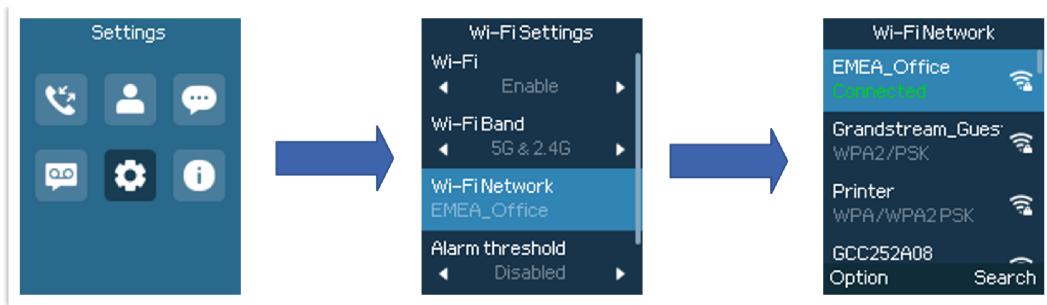 Settings
Wi-Fi Settings
Wi-Fi
Enable
Wi-Fi Band
5G & 2.4G
Wi-Fi Network
EMEA_Office
Alarm threshold
Disabled
Wi-Fi Network
EMEA_Office
Connected
Grandstream_Gues
WPA2/PSK
Printer
WPA/WPA2 PSK
GCC252A08
Option Search